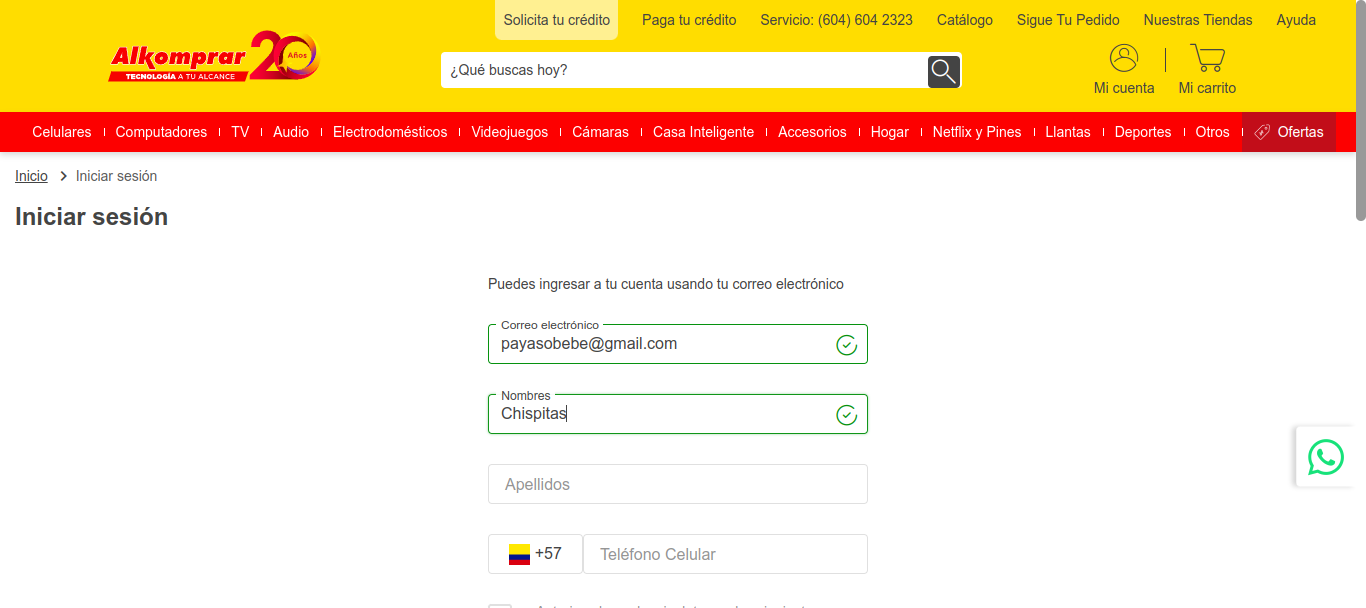 Solicita tu crédito Paga tu crédito Servicio: (604) 604 2323 Catálogo Sigue Tu Pedido Nuestras Tiendas Ayuda
Alkomprar 20 Años
TECNOLOGÍA A TU ALCANCE
¿Qué buscas hoy?
Mi cuenta Mi carrito
Celulares Computadores TV Audio Electrodomésticos Videojuegos Cámaras Casa Inteligente Accesorios Hogar Netflix y Pines Llantas Deportes Otros Ofertas
Inicio > Iniciar sesión
Iniciar sesión
Puedes ingresar a tu cuenta usando tu correo electrónico
Correo electrónico
payasobebe@gmail.com
Nombres
Chispitas
Apellidos
+57 Teléfono Celular